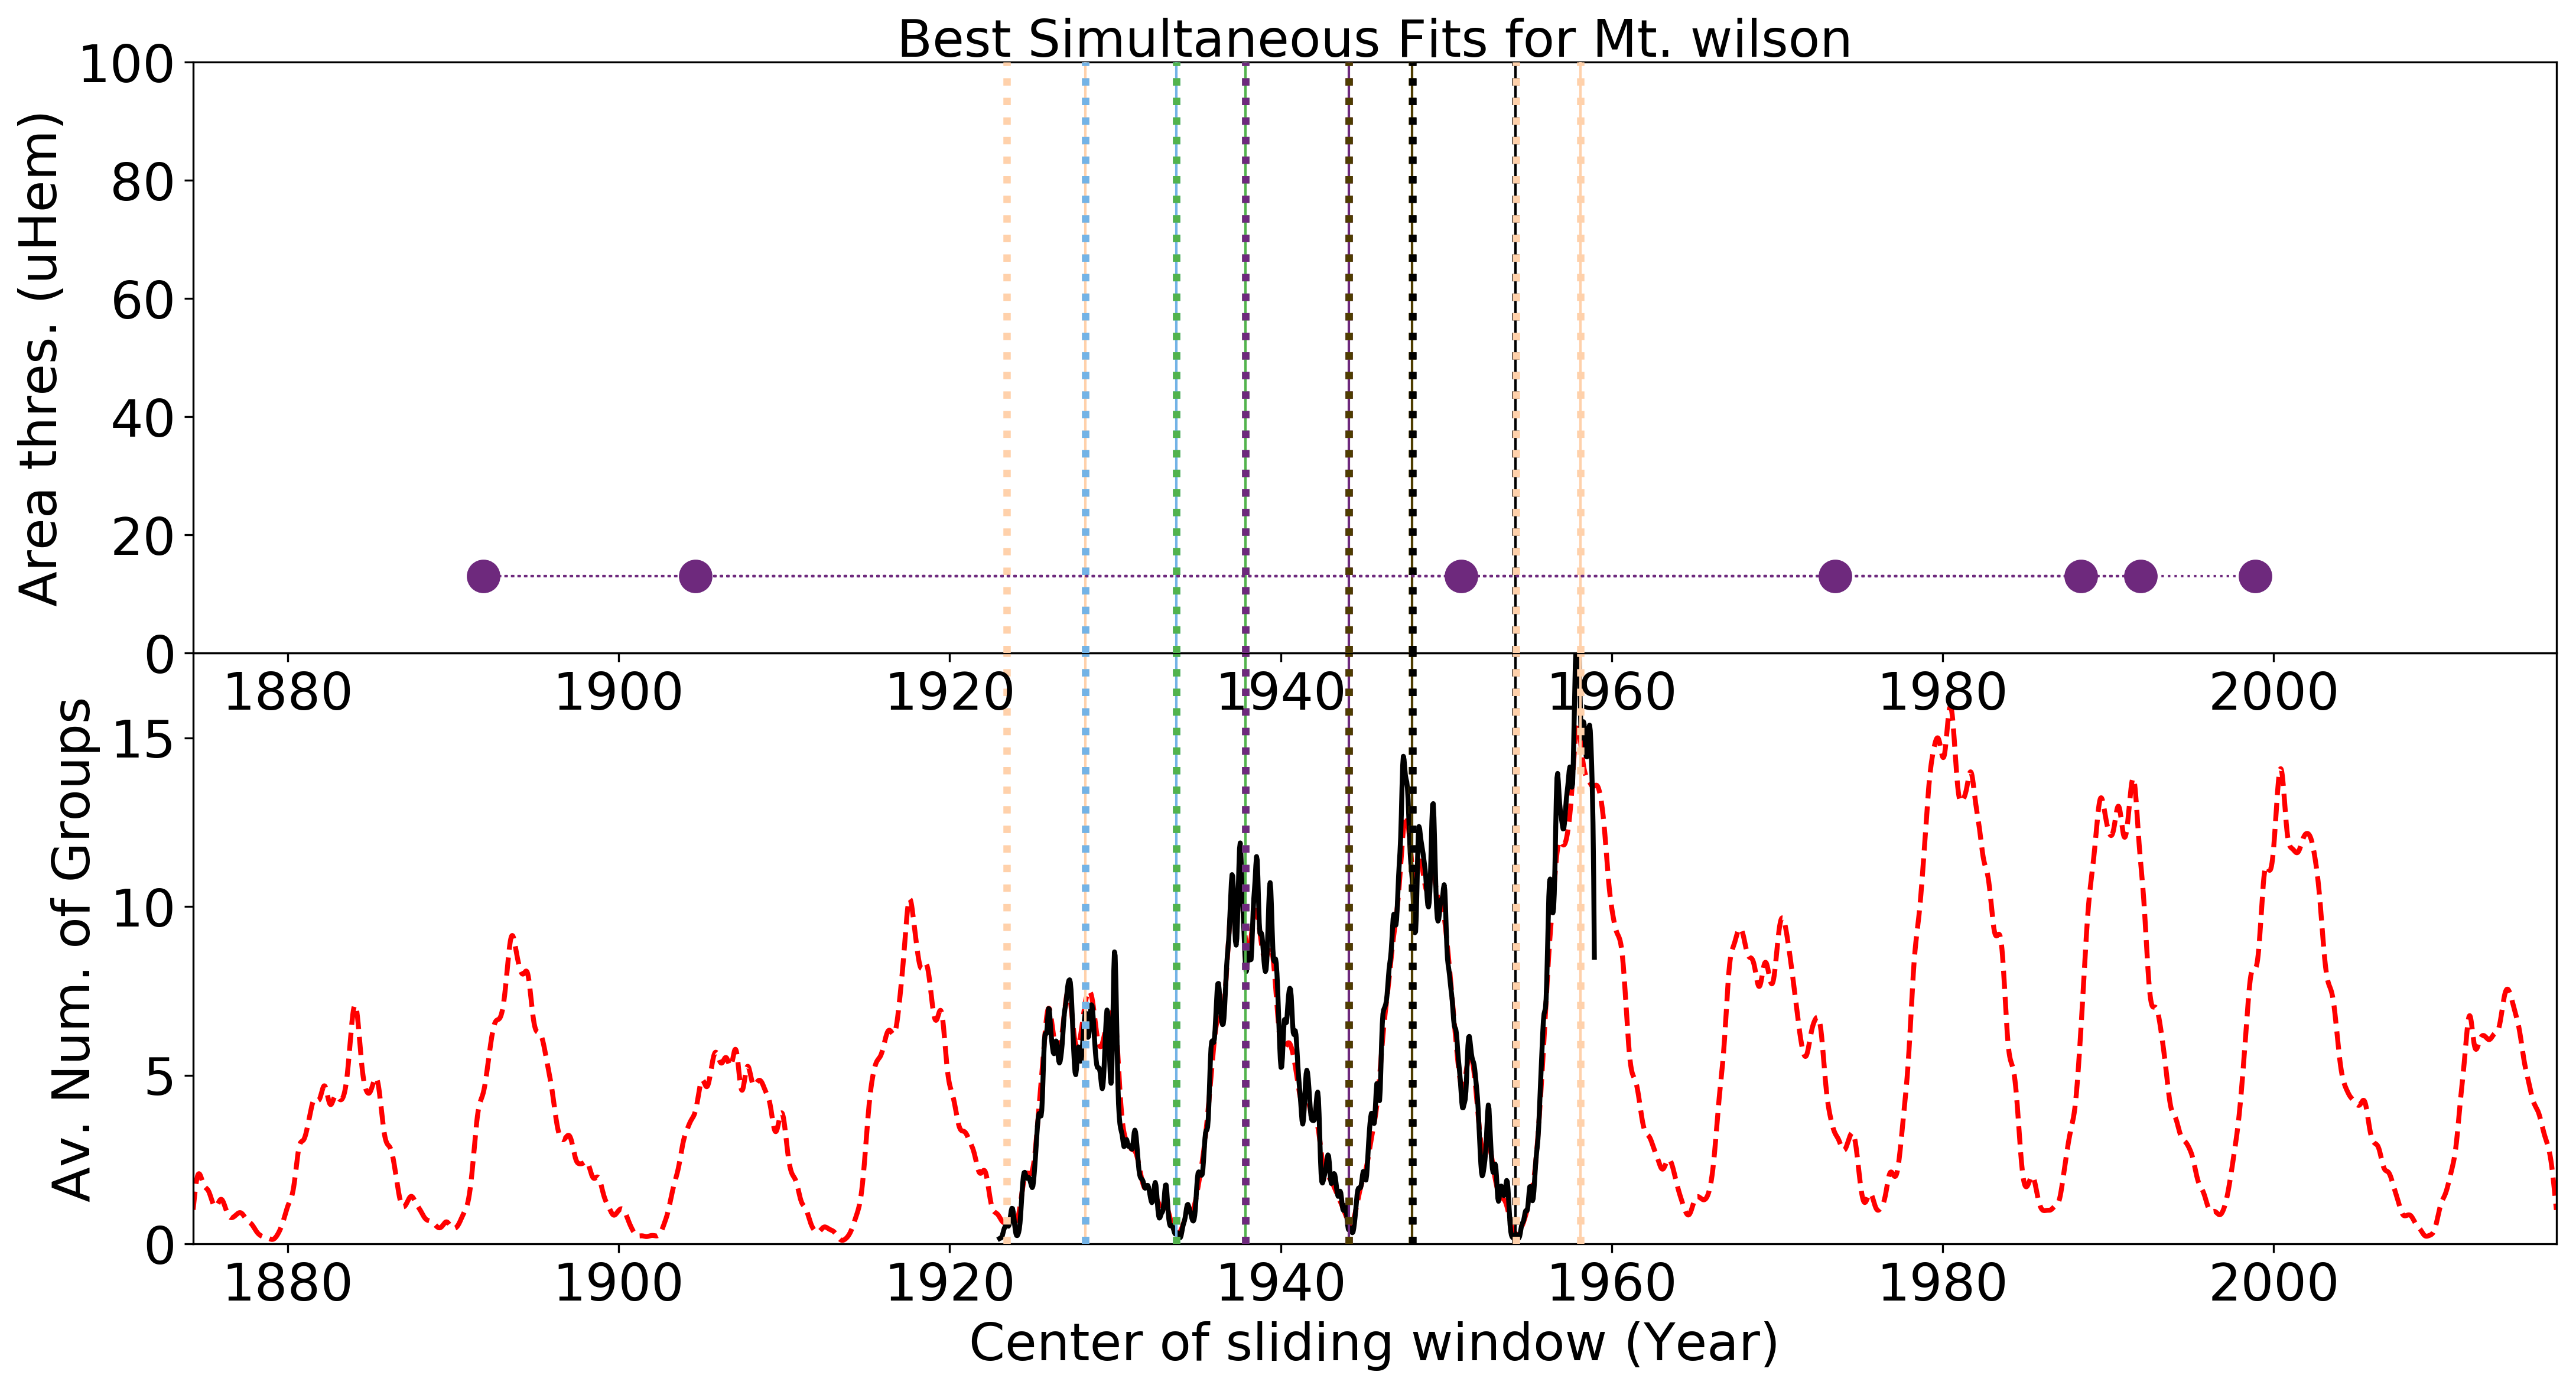 Best Simultaneous Fits for Mt. wilson
Area thres. (uHem)
100
80
60
40
20
0
1880 1900 1920 1940 1960 1980 2000
Av. Num. of Groups
15
10
5
0
1880 1900 1920 1940 1960 1980 2000
Center of sliding window (Year)